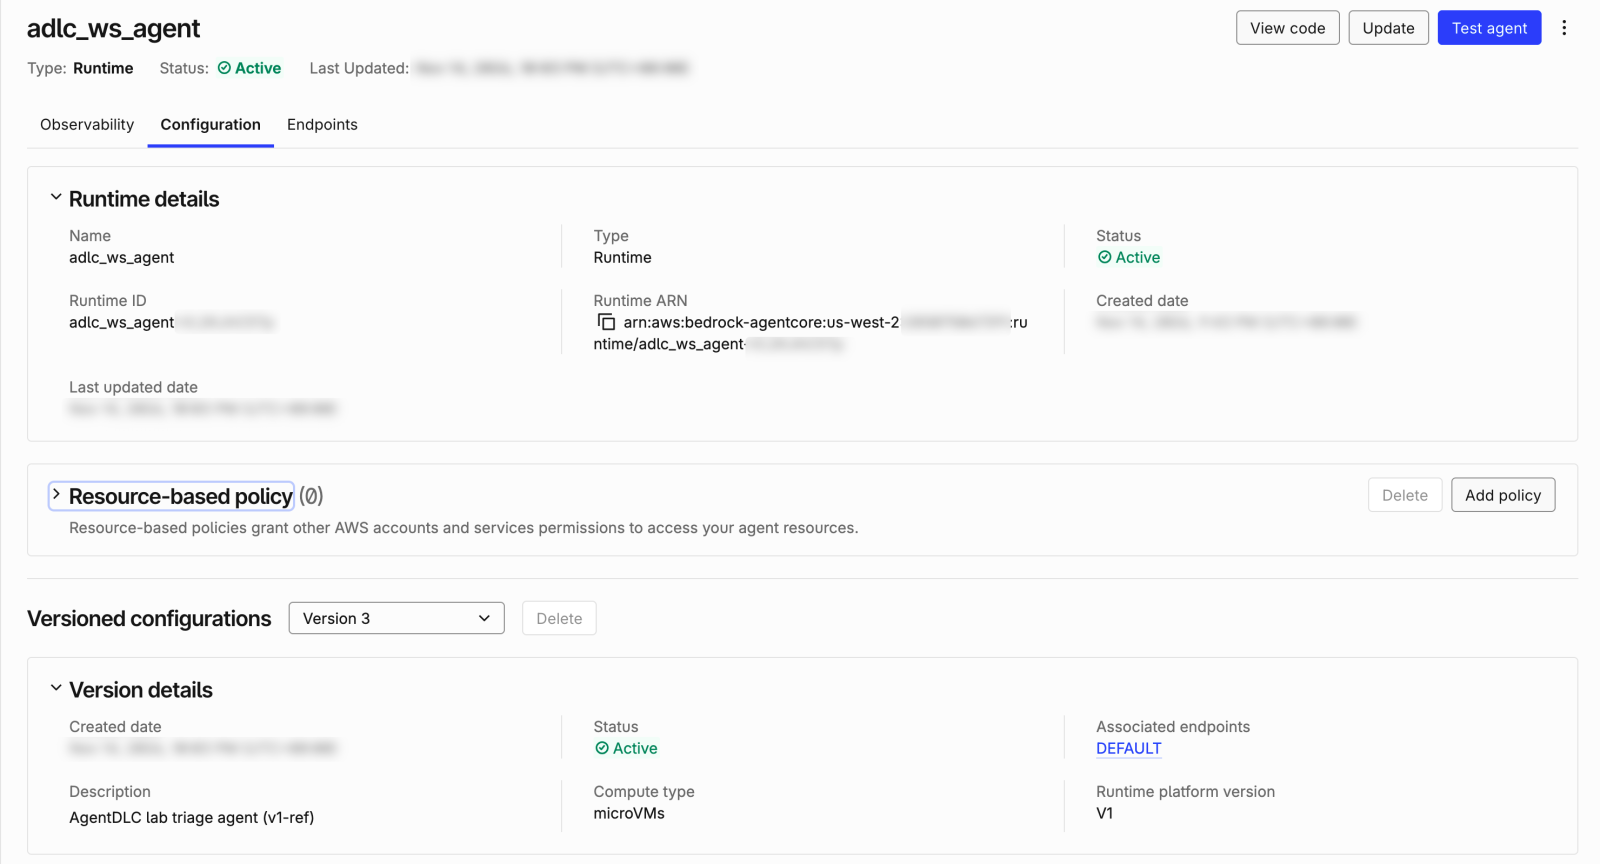 adlc_ws_agent
View code
Update
Test agent
Type: Runtime Status: Active Last Updated:
Observability
Configuration
Endpoints
Runtime details
Name
adlc_ws_agent
Type
Runtime
Status
Active
Runtime ID
adlc_ws_agent
Runtime ARN
arn:aws:bedrock-agentcore:us-west-2 :ru
ntime/adlc_ws_agent-
Created date
Last updated date
Resource-based policy (0)
Delete
Add policy
Resource-based policies grant other AWS accounts and services permissions to access your agent resources.
Versioned configurations
Version 3
Delete
Version details
Created date
Status
Active
Associated endpoints
DEFAULT
Description
AgentDLC lab triage agent (v1-ref)
Compute type
microVMs
Runtime platform version
V1